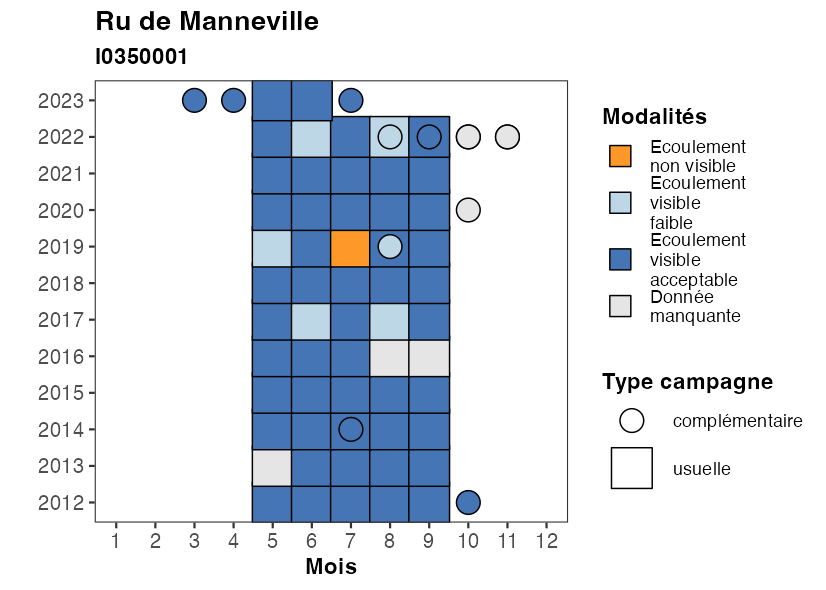 Ru de Manneville
I0350001
2023
2022
2021
2020
2019
2018
2017
2016
2015
2014
2013
2012
1 2 3 4 5 6 7 8 9 10 11 12
Mois
Modalités
Ecoulement
non visible
Ecoulement
visible
faible
Ecoulement
visible
acceptable
Donnée
manquante
Type campagne
complémentaire
usuelle